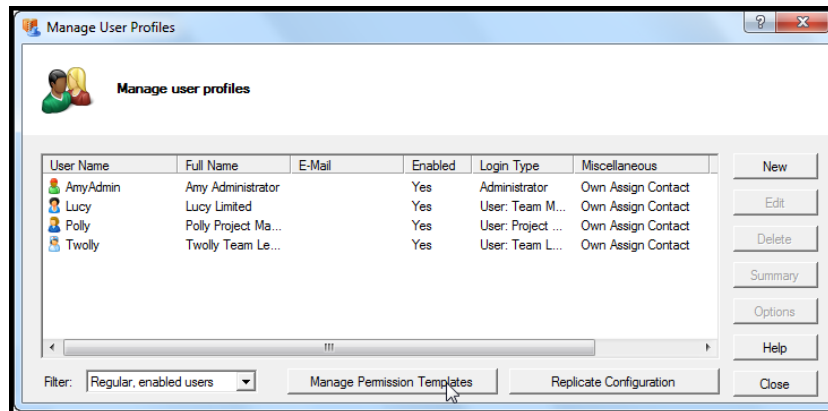 Manage User Profiles
Manage user profiles
User Name Full Name E-Mail Enabled Login Type Miscellaneous
AmyAdmin Amy Administrator Yes Administrator Own Assign Contact
Lucy Lucy Limited Yes User: Team M... Own Assign Contact
Polly Polly Project Ma... Yes User: Project ... Own Assign Contact
Twolly Twolly Team Le... Yes User: Team L... Own Assign Contact
New
Edit
Delete
Summary
Options
Help
Filter: Regular, enabled users Manage Permission Templates Replicate Configuration Close